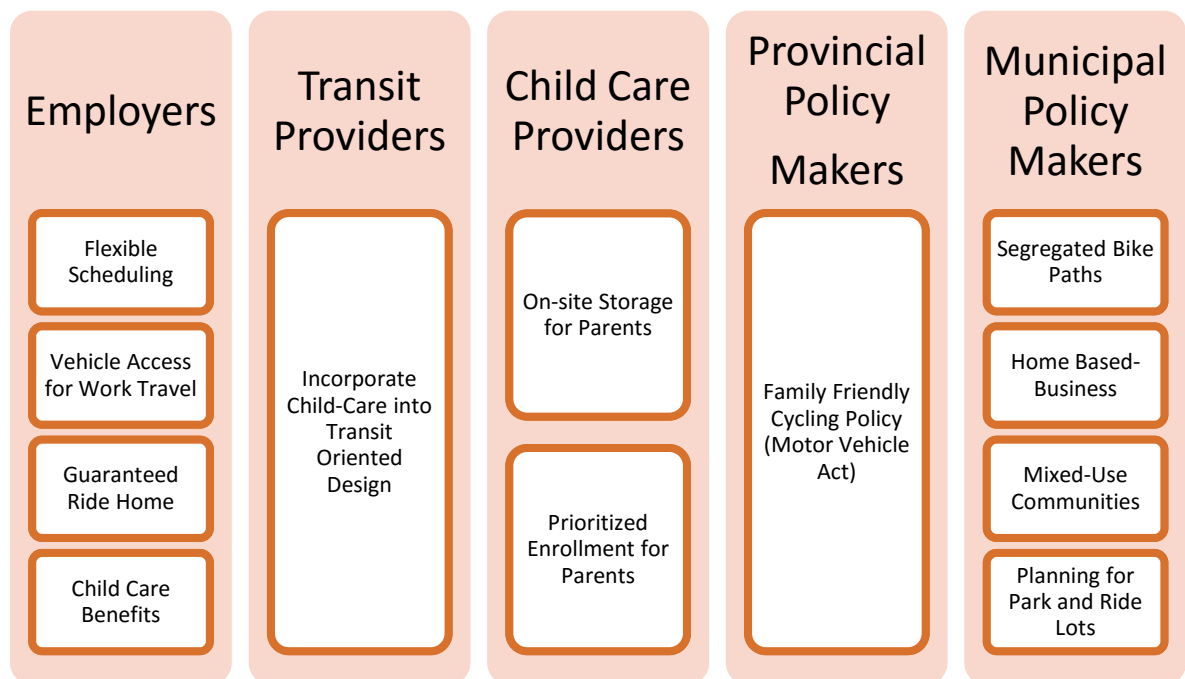 Employers
Flexible
Scheduling
Vehicle Access
for Work Travel
Guaranteed
Ride Home
Child Care
Benefits
Transit
Providers
Incorporate
Child-Care into
Transit
Oriented
Design
Child Care
Providers
On-site Storage
for Parents
Prioritized
Enrollment for
Parents
Provincial
Policy
Makers
Family Friendly
Cycling Policy
(Motor Vehicle
Act)
Municipal
Policy
Makers
Segregated Bike
Paths
Home Based-
Business
Mixed-Use
Communities
Planning for
Park and Ride
Lots